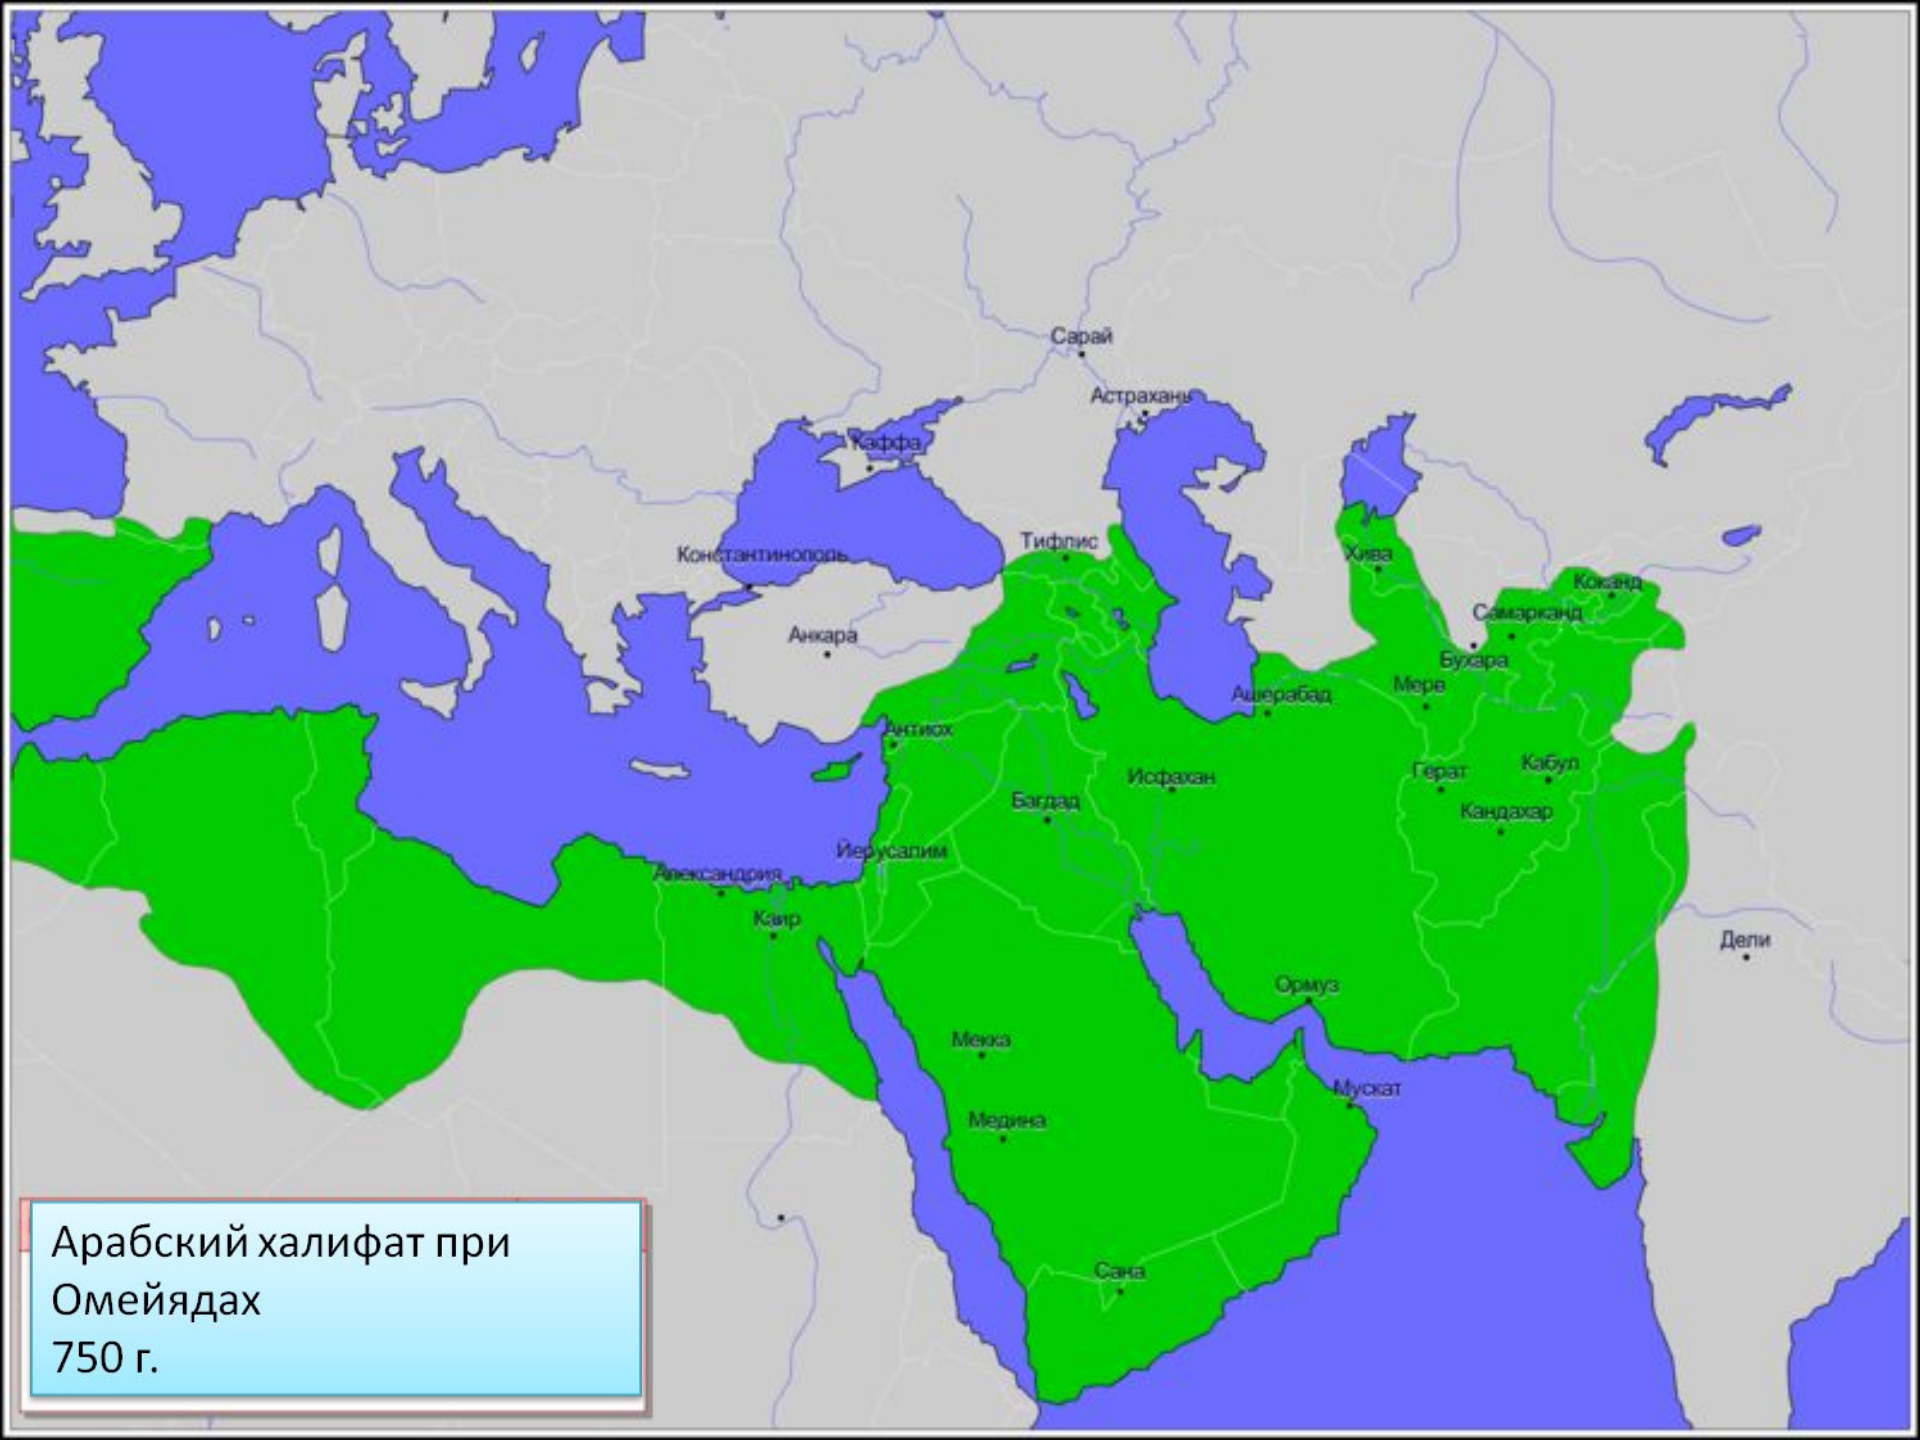 Сарай
Астрахань
Каффа
Тифлис
Константинополь
Хива
Коканд
Самарканд
Анкара
Бухара
Мерв
Ашерабад
Антиох
Исфахан
Герат
Кабул
Багдад
Кандахар
Йерусалим
Александрия
Каир
Дели
Ормуз
Мекка
Мускат
Медина
Сана
Арабский халифат при
Омейядах
750 г.